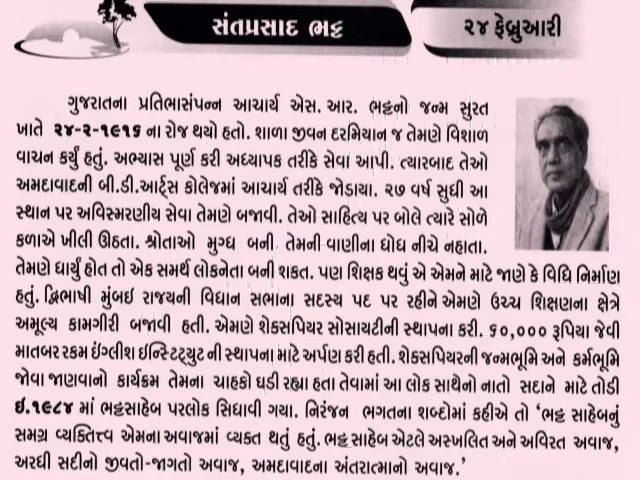 સંતપ્રસાદ ભટ્ટ
૨૪ ફેબ્રુઆરી
ગુજરાતના પ્રતિભાસંપન્ન આચાર્ય એસ. આર. ભટ્ટનો જન્મ સુરત
ખાતે ૨૪-૨-૧૯૧૬ ના રોજ થયો હતો. શાળા જીવન દરમિયાન જ તેમણે વિશાળ
વાચન કર્યું હતું. અભ્યાસ પૂર્ણ કરી અધ્યાપક તરીકે સેવા આપી. ત્યારબાદ તેઓ
અમદાવાદની બી.ડી.આર્ટ્સ કોલેજમાં આચાર્ય તરીકે જોડાયા. ૨૭ વર્ષ સુધી આ
સ્થાન પર અવિસ્મરણીય સેવા તેમણે બજાવી. તેઓ સાહિત્ય પર બોલે ત્યારે સોળે
કળાએ ખીલી ઊઠતા. શ્રોતાઓ મુગ્ધ બની તેમની વાણીના ધોધ નીચે નહાતા.
તેમણે ધાર્યું હોત તો એક સમર્થ લોકનેતા બની શકત. પણ શિક્ષક થવું એ એમને માટે જાણે કે વિધિ નિર્માણ
હતું. દ્વિભાષી મુંબઇ રાજયની વિધાન સભાના સદસ્ય પદ પર રહીને એમણે ઉચ્ચ શિક્ષણના ક્ષેત્રે
અમૂલ્ય કામગીરી બજાવી હતી. એમણે શેક્સપિયર સોસાયટીની સ્થાપના કરી. ૬૦,૦૦૦ રૂપિયા જેવી
માતબર રકમ ઇંગ્લીશ ઇન્સ્ટિટ્યુટ ની સ્થાપના માટે અર્પણ કરી હતી. શેક્સપિયરની જન્મભૂમિ અને કર્મભૂમિ
જોવા જાણવાનો કાર્યક્રમ તેમના ચાહકો ઘડી રહ્યા હતા તેવામાં આ લોક સાથેનો નાતો સદાને માટે તોડી
ઇ.૧૯૮૪ માં ભટ્ટસાહેબ પરલોક સિધાવી ગયા. નિરંજન ભગતના શબ્દોમાં કહીએ તો ‘ભટ્ટ સાહેબનું
સમગ્ર વ્યક્તિત્ત્વ એમના અવાજમાં વ્યક્ત થતું હતું. ભટ્ટ સાહેબ એટલે અસ્ખલિત અને અવિરત અવાજ,
અરધી સદીનો જીવતો-જાગતો અવાજ, અમદાવાદના અંતરાત્માનો અવાજ.’